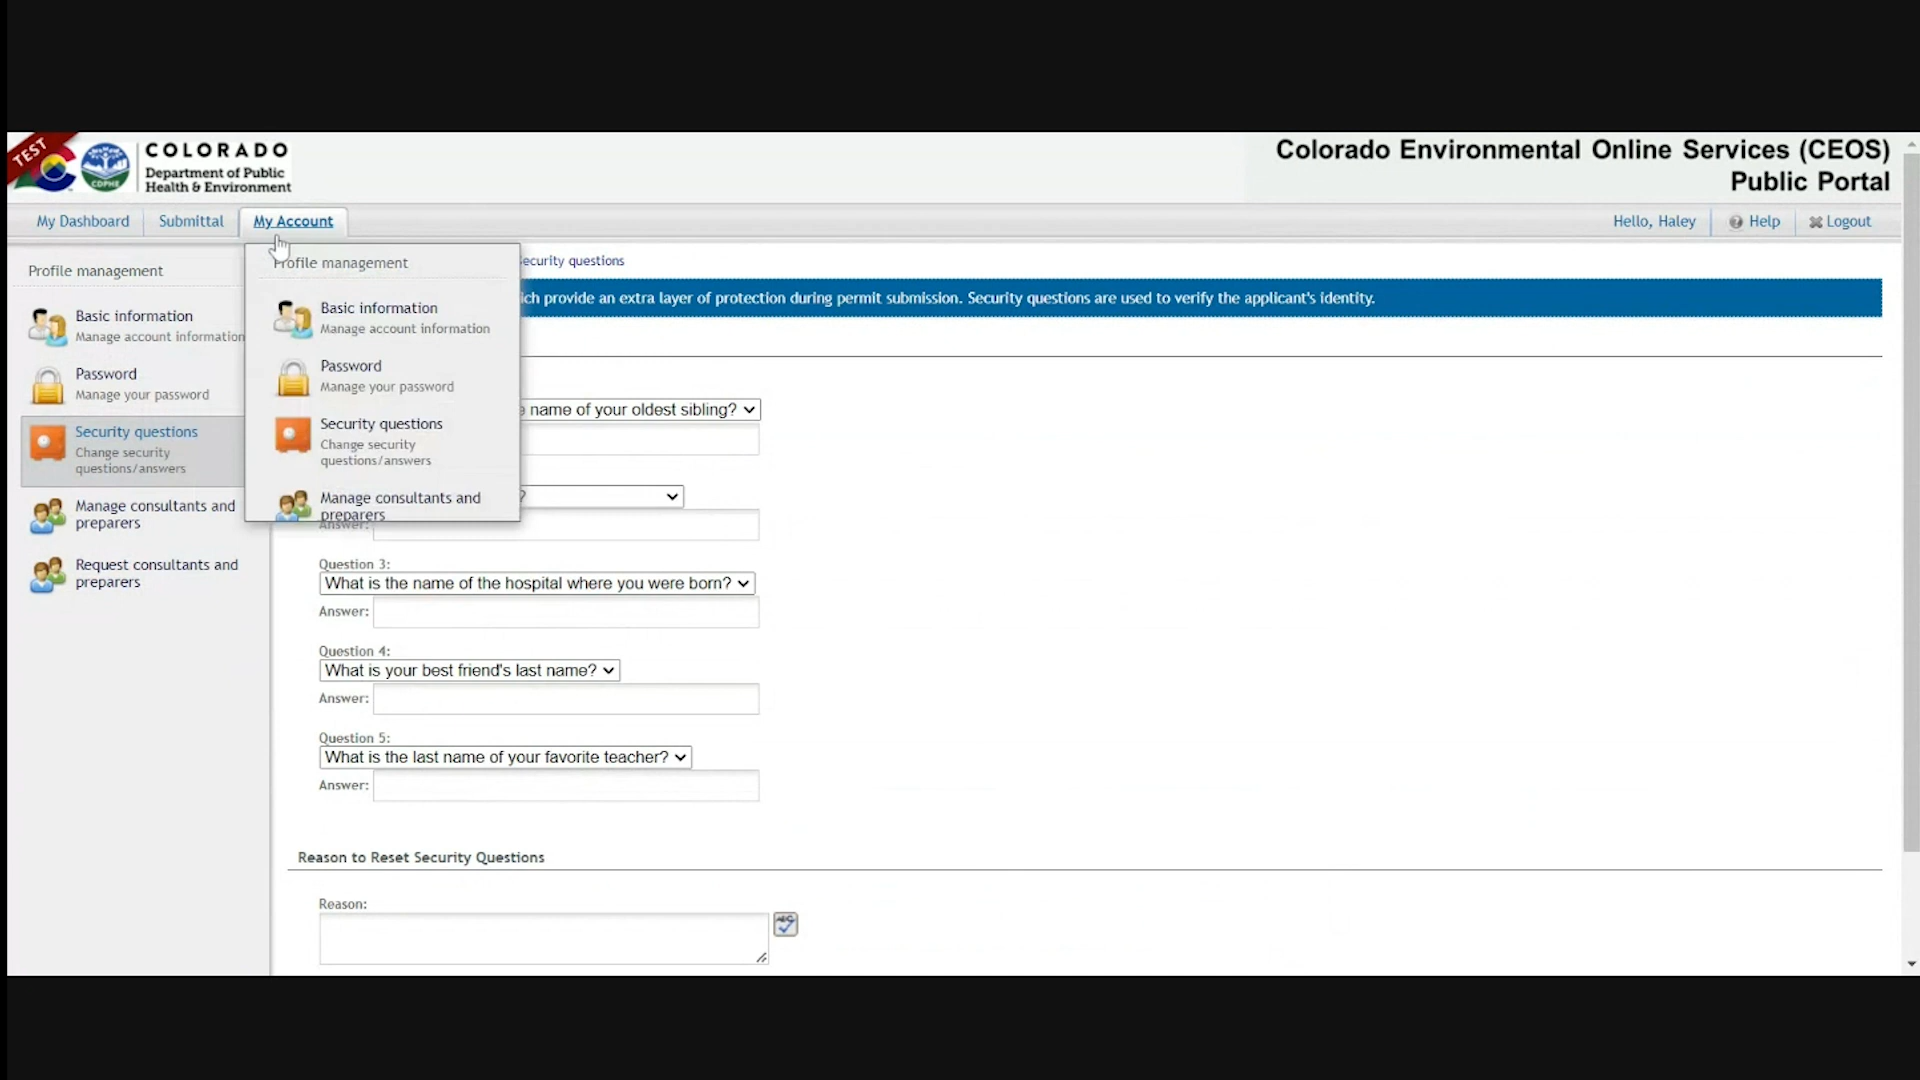 TEST
CDPHE
COLORADO
Department of Public
Health & Environment
Colorado Environmental Online Services (CEOS)
Public Portal
My Dashboard
Submittal
My Account
Hello, Haley
Help
Logout
Profile management
Basic information
Manage account information
Password
Manage your password
Security questions
Change security
questions/answers
Manage consultants and
preparers
Request consultants and
preparers
Profile management
Basic information
Manage account information
Password
Manage your password
Security questions
Change security
questions/answers
Manage consultants and
preparers
ecurity questions
ich provide an extra layer of protection during permit submission. Security questions are used to verify the applicant's identity.
name of your oldest sibling?
?
Answer:
Question 3:
What is the name of the hospital where you were born?
Answer:
Question 4:
What is your best friend's last name?
Answer:
Question 5:
What is the last name of your favorite teacher?
Answer:
Reason to Reset Security Questions
Reason:
ABC